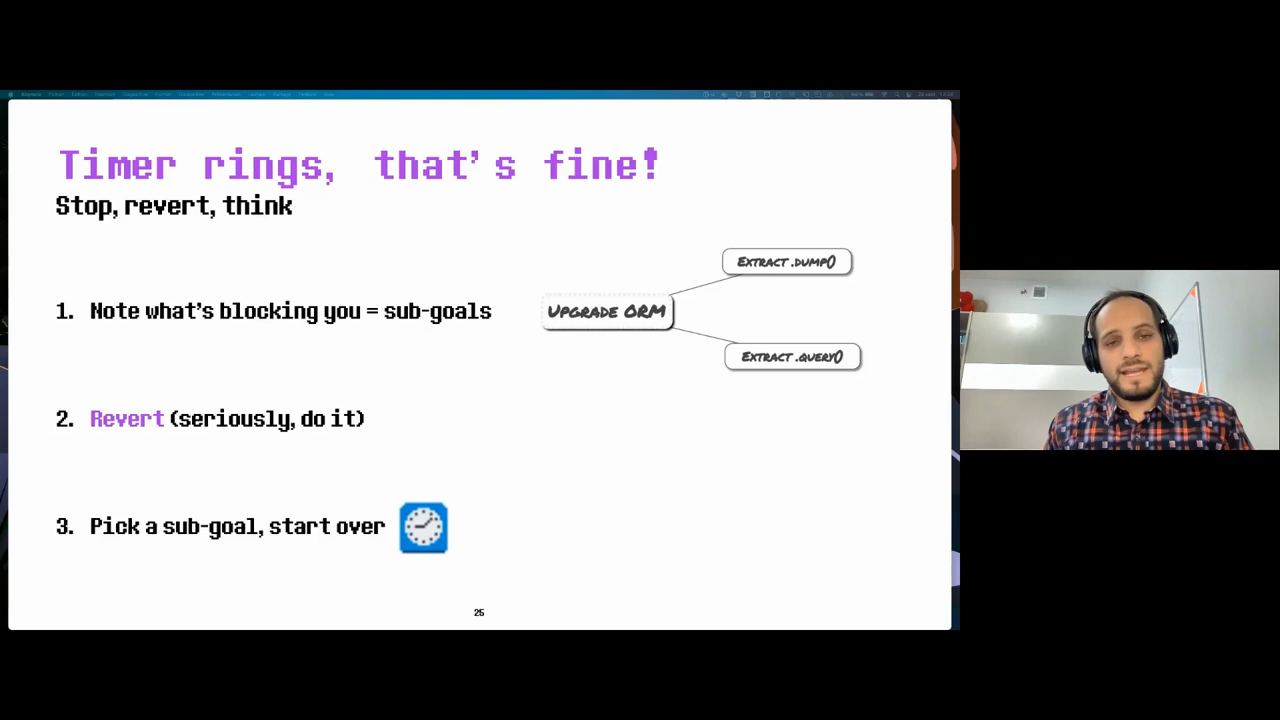 Timer rings, that's fine!
Stop, revert, think
1. Note what's blocking you = sub-goals
Upgrade ORM
Extract .dump()
Extract .query()
2. Revert (seriously, do it)
3. Pick a sub-goal, start over
25